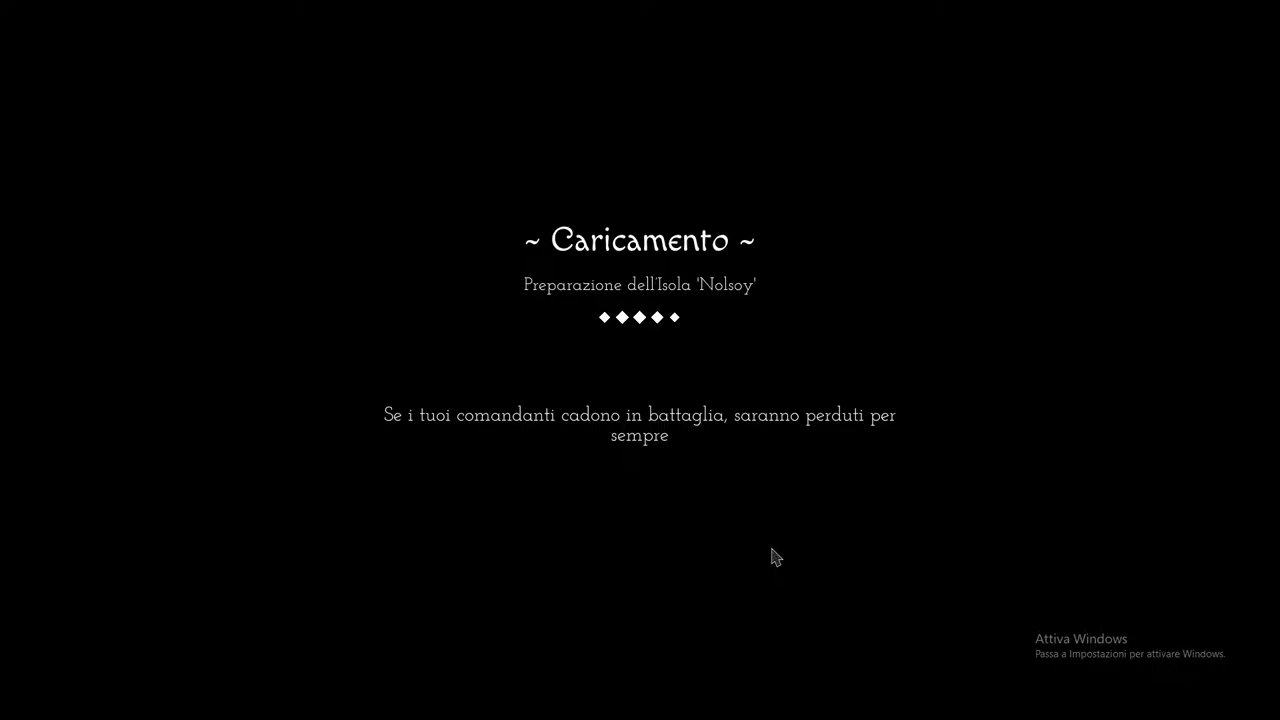 ~ Caricamento ~
Preparazione dell'Isola 'Nolsoy'
Se i tuoi comandanti cadono in battaglia, saranno perduti per
sempre
Attiva Windows
Passa a Impostazioni per attivare Windows.